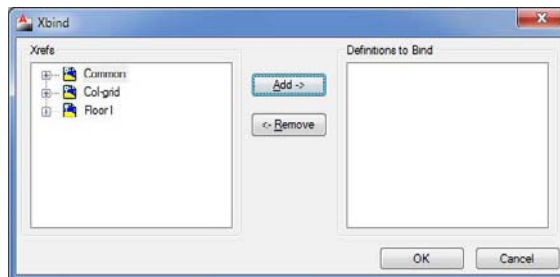 Xbind
Xrefs
Common
Col-grid
Floor1
Add ->
<- Remove
Definitions to Bind
OK
Cancel